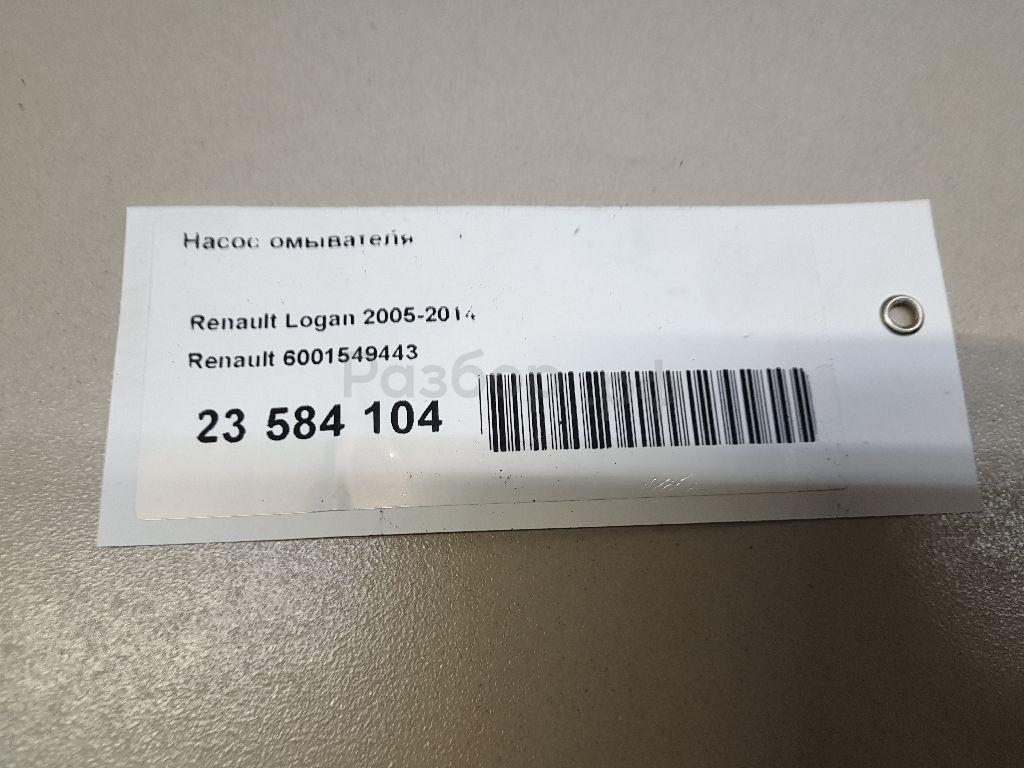 Насос омывателя
Renault Logan 2005-2014
Renault 6001549443
23 584 104